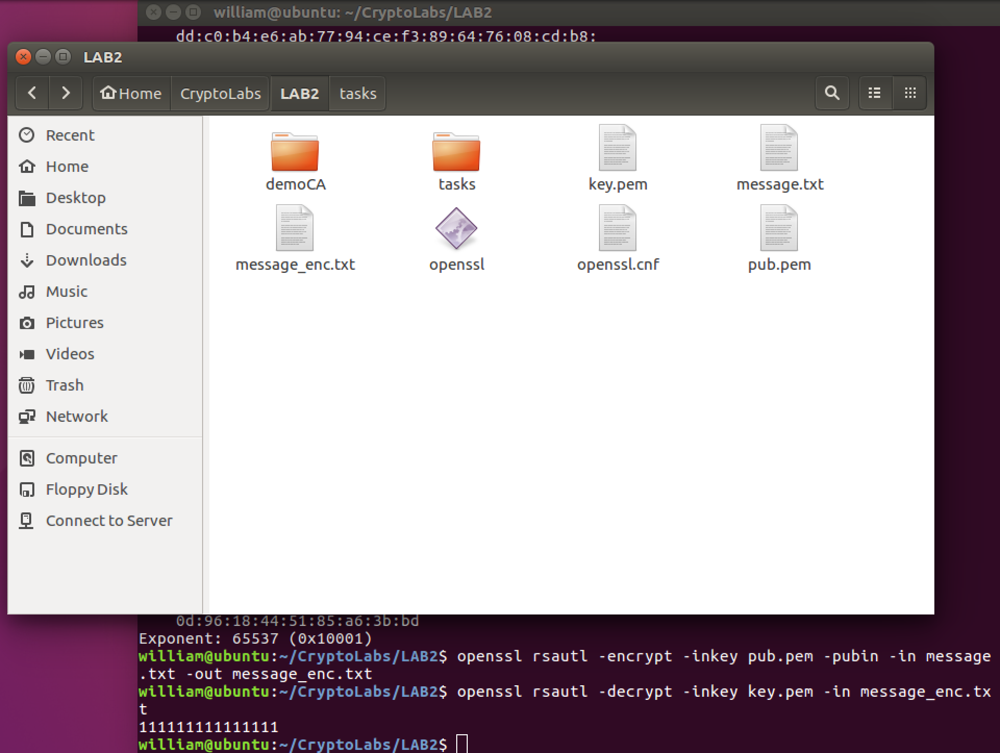 william@ubuntu: ~/CryptoLabs/LAB2
dd:c0:b4:e6:ab:77:94:ce:f3:89:64:76:08:cd:b8:
LAB2
Home CryptoLabs LAB2 tasks
Recent
Home
Desktop
Documents
Downloads
Music
Pictures
Videos
Trash
Network
Computer
Floppy Disk
Connect to Server
demoCA tasks key.pem message.txt
message_enc.txt openssl openssl.cnf pub.pem
0d:96:18:44:51:85:a6:3b:bd
Exponent: 65537 (0x10001)
william@ubuntu:~/CryptoLabs/LAB2$ openssl rsautl -encrypt -inkey pub.pem -pubin -in message
.txt -out message_enc.txt
william@ubuntu:~/CryptoLabs/LAB2$ openssl rsautl -decrypt -inkey key.pem -in message_enc.tx
t
111111111111111
william@ubuntu:~/CryptoLabs/LAB2$